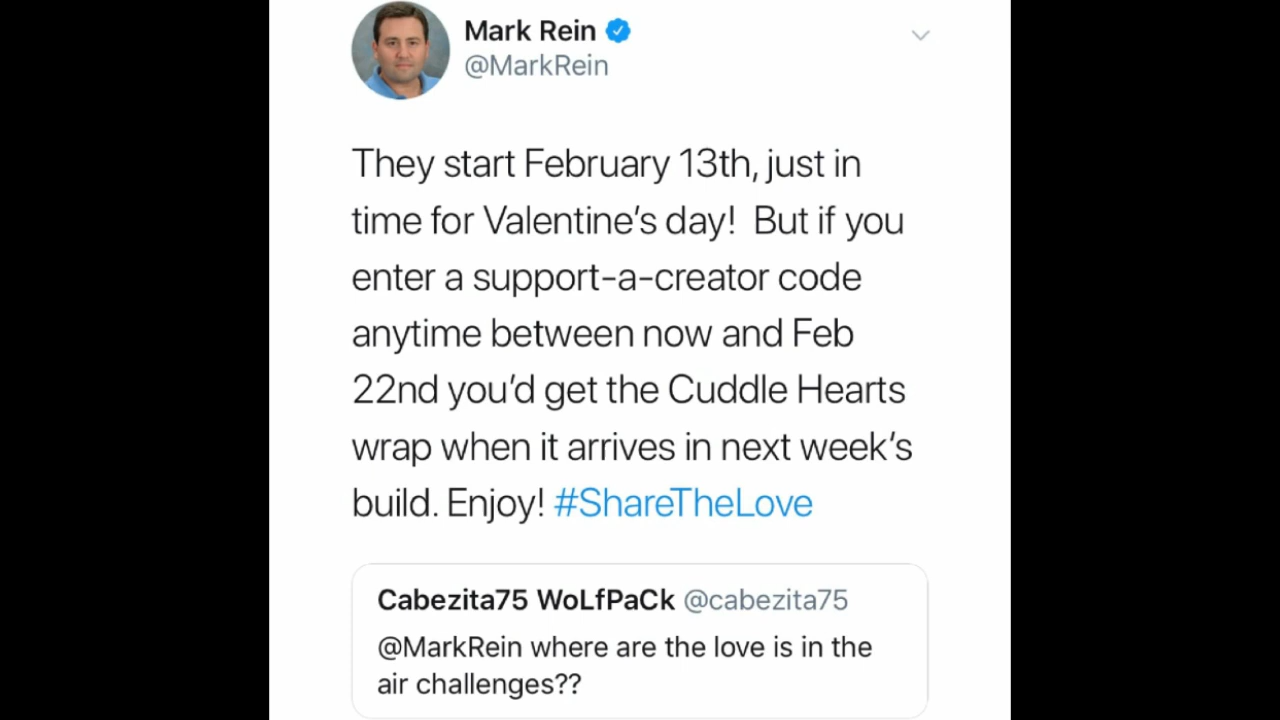 Mark Rein
@MarkRein
They start February 13th, just in
time for Valentine's day!  But if you
enter a support-a-creator code
anytime between now and Feb
22nd you'd get the Cuddle Hearts
wrap when it arrives in next week's
build. Enjoy! #ShareTheLove
Cabezita75 WoLfPaCk @cabezita75
@MarkRein where are the love is in the
air challenges??